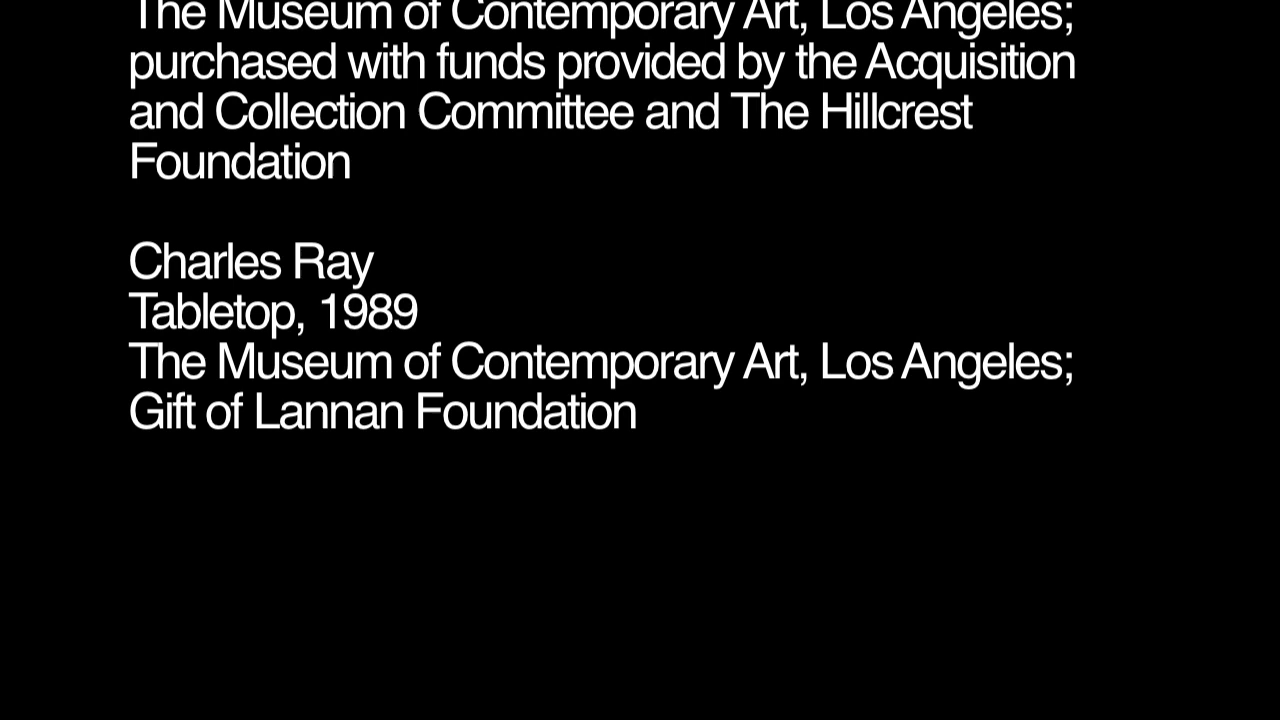 The Museum of Contemporary Art, Los Angeles;
purchased with funds provided by the Acquisition
and Collection Committee and The Hillcrest
Foundation
Charles Ray
Tabletop, 1989
The Museum of Contemporary Art, Los Angeles;
Gift of Lannan Foundation